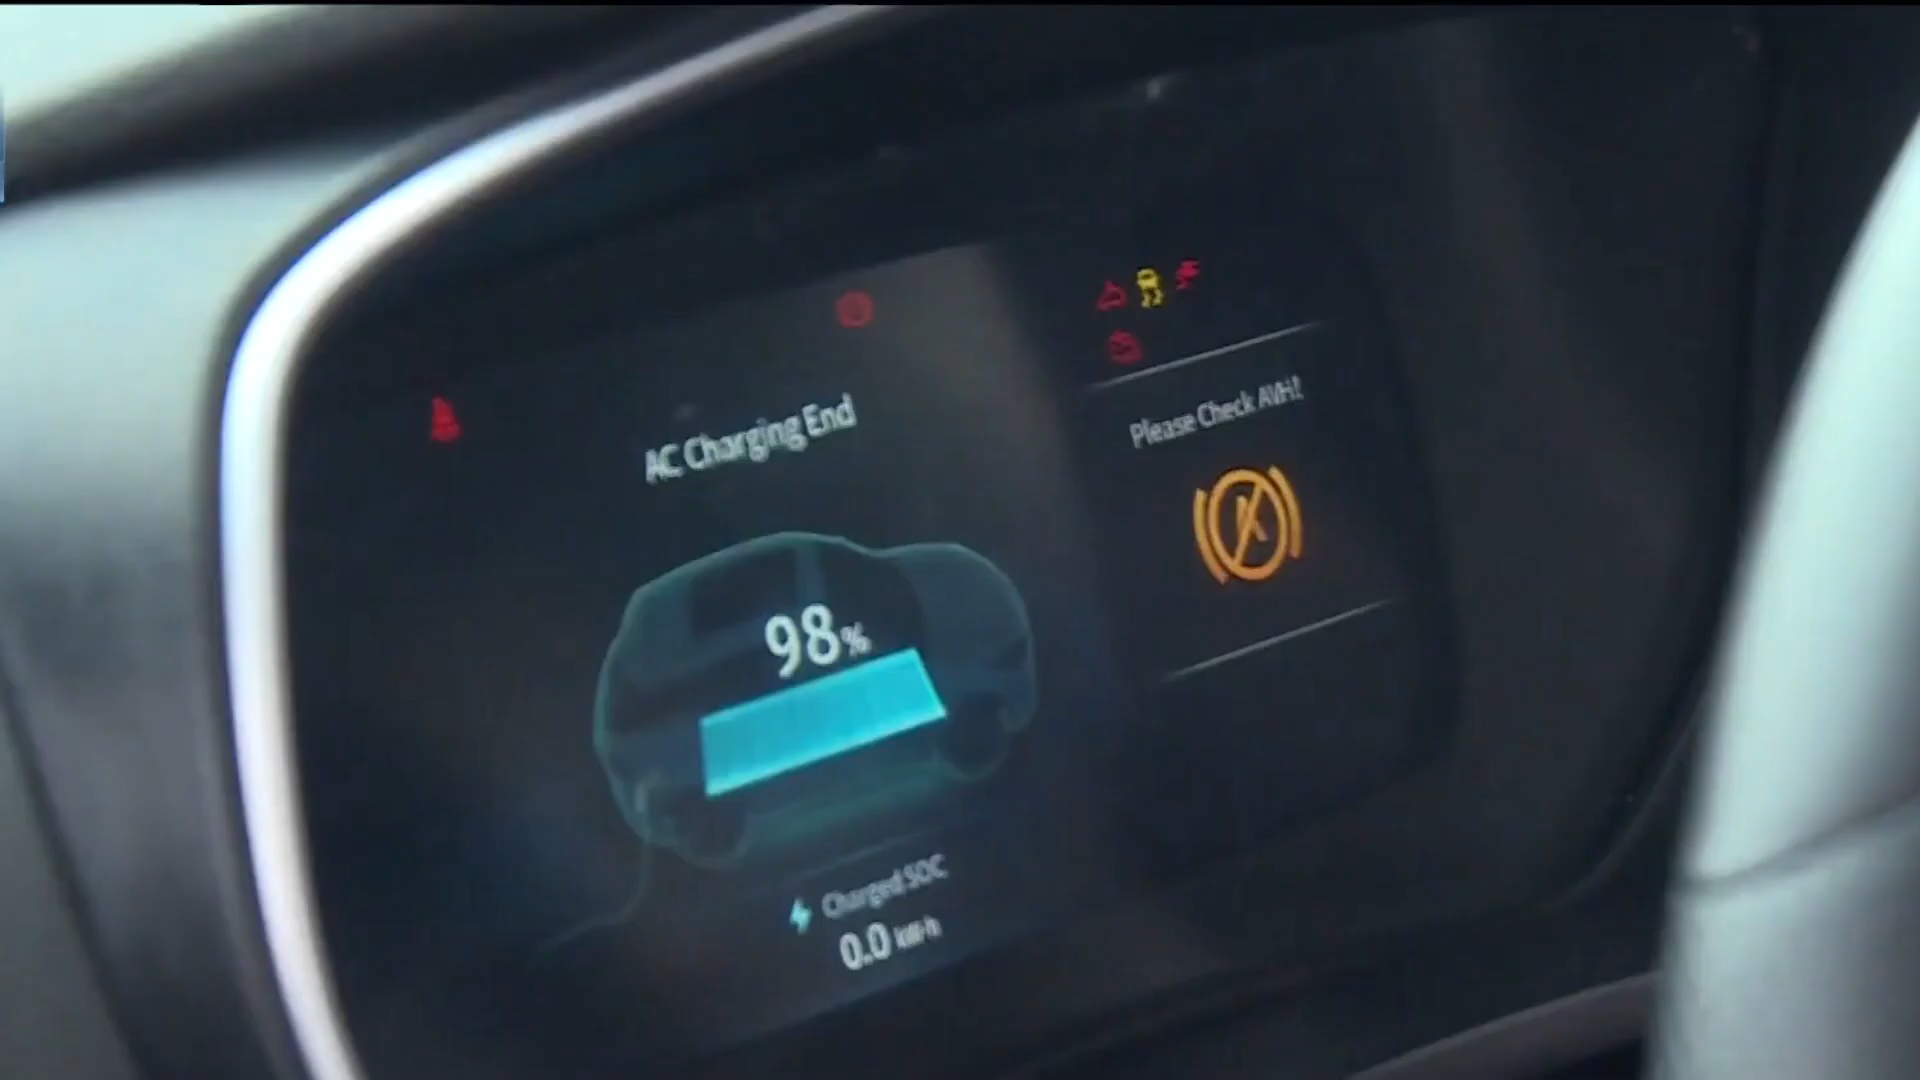 AC Charging End
Please Check AVH!
98%
Charged SOC
0.0 kW·h